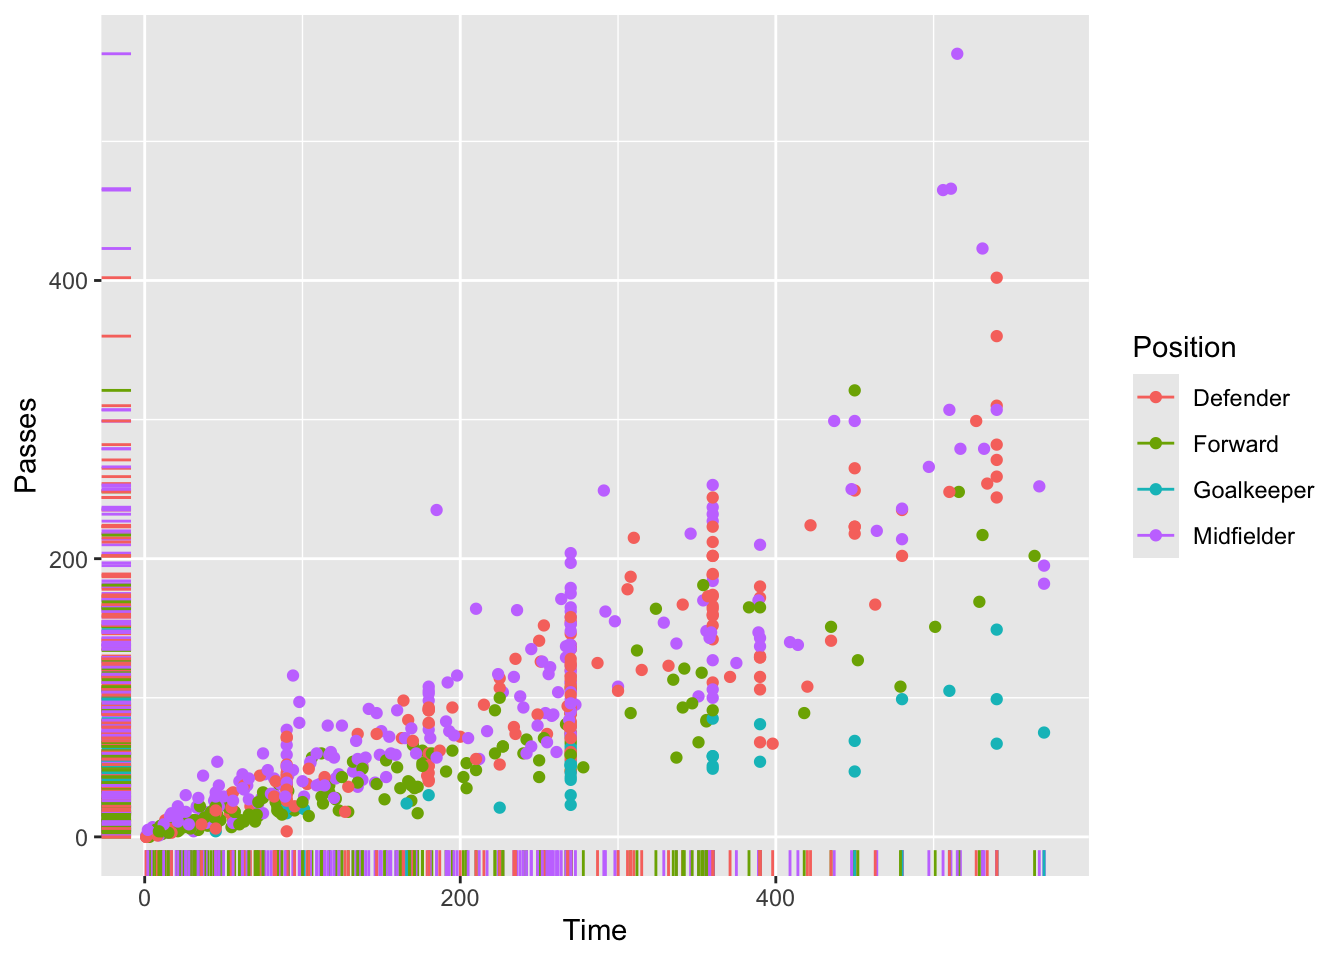 Passes
400
200
0
0
200
400
Time
Position
Defender
Forward
Goalkeeper
Midfielder